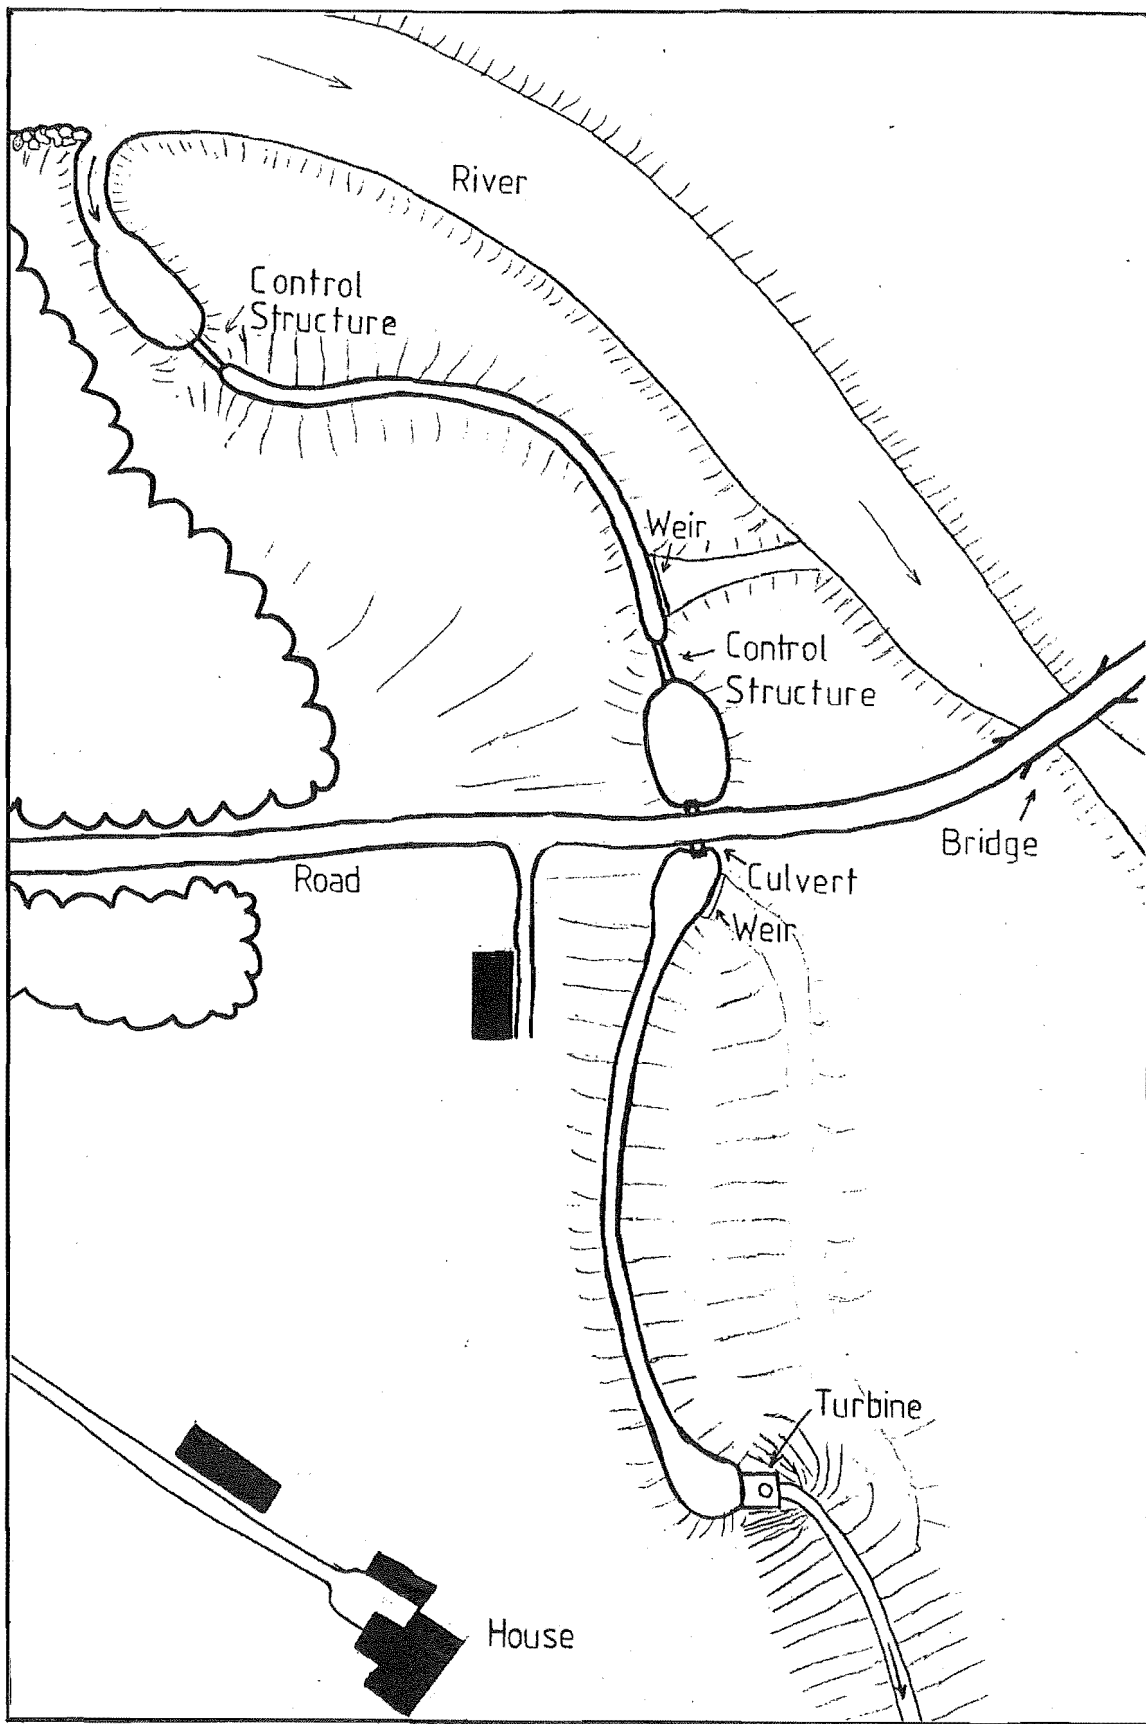 River
Control
Structure
Weir
Control
Structure
Bridge
Road
Culvert
Weir
Turbine
House